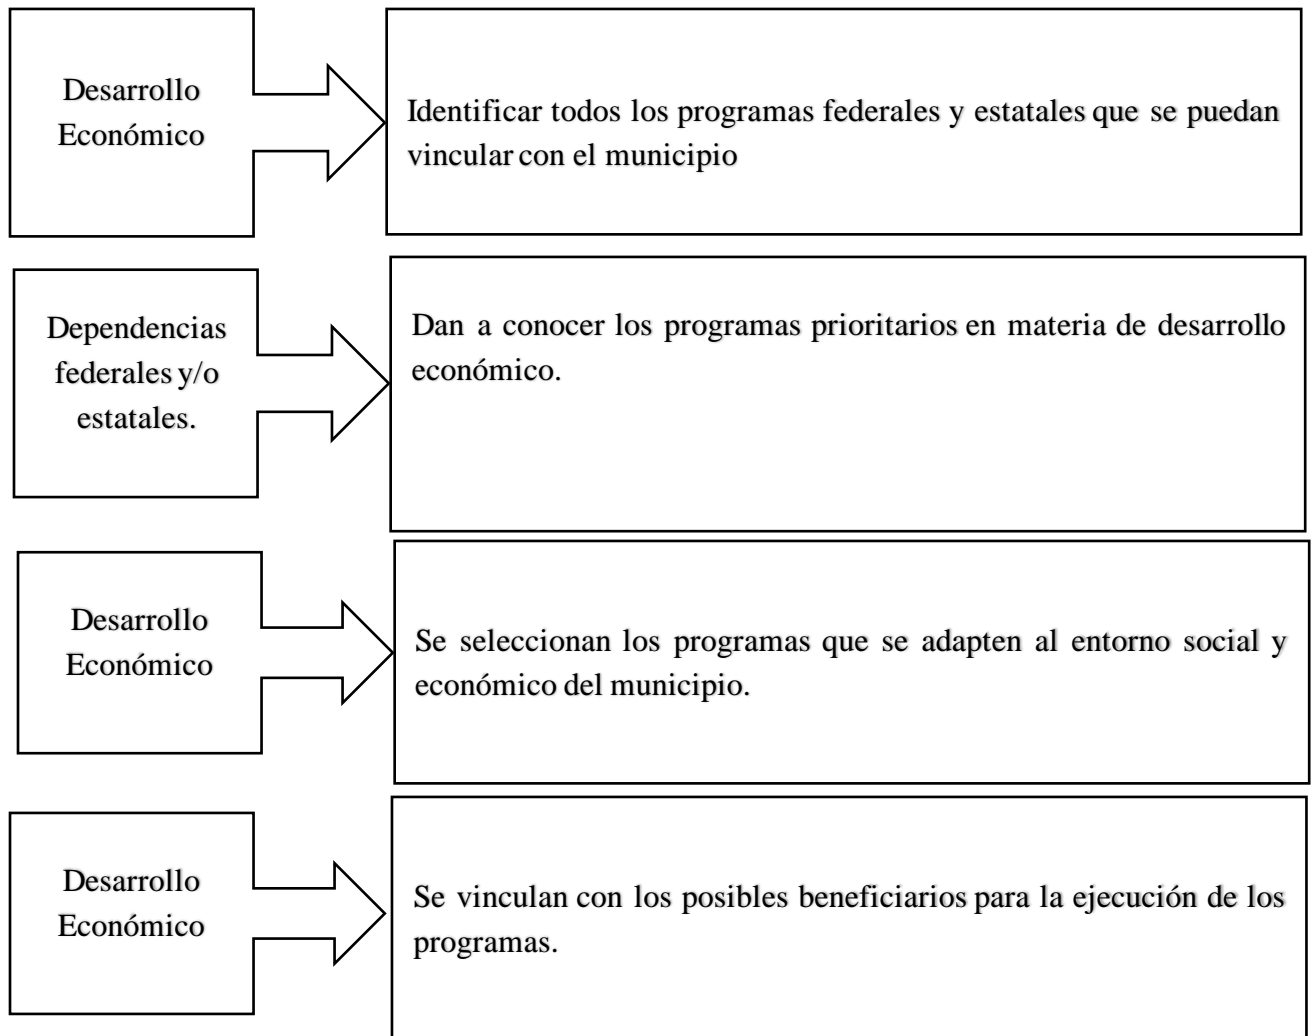 Desarrollo
Económico
Identificar todos los programas federales y estatales que se puedan
vincular con el municipio
Dependencias
federales y/o
estatales.
Dan a conocer los programas prioritarios en materia de desarrollo
económico.
Desarrollo
Económico
Se seleccionan los programas que se adapten al entorno social y
económico del municipio.
Desarrollo
Económico
Se vinculan con los posibles beneficiarios para la ejecución de los
programas.